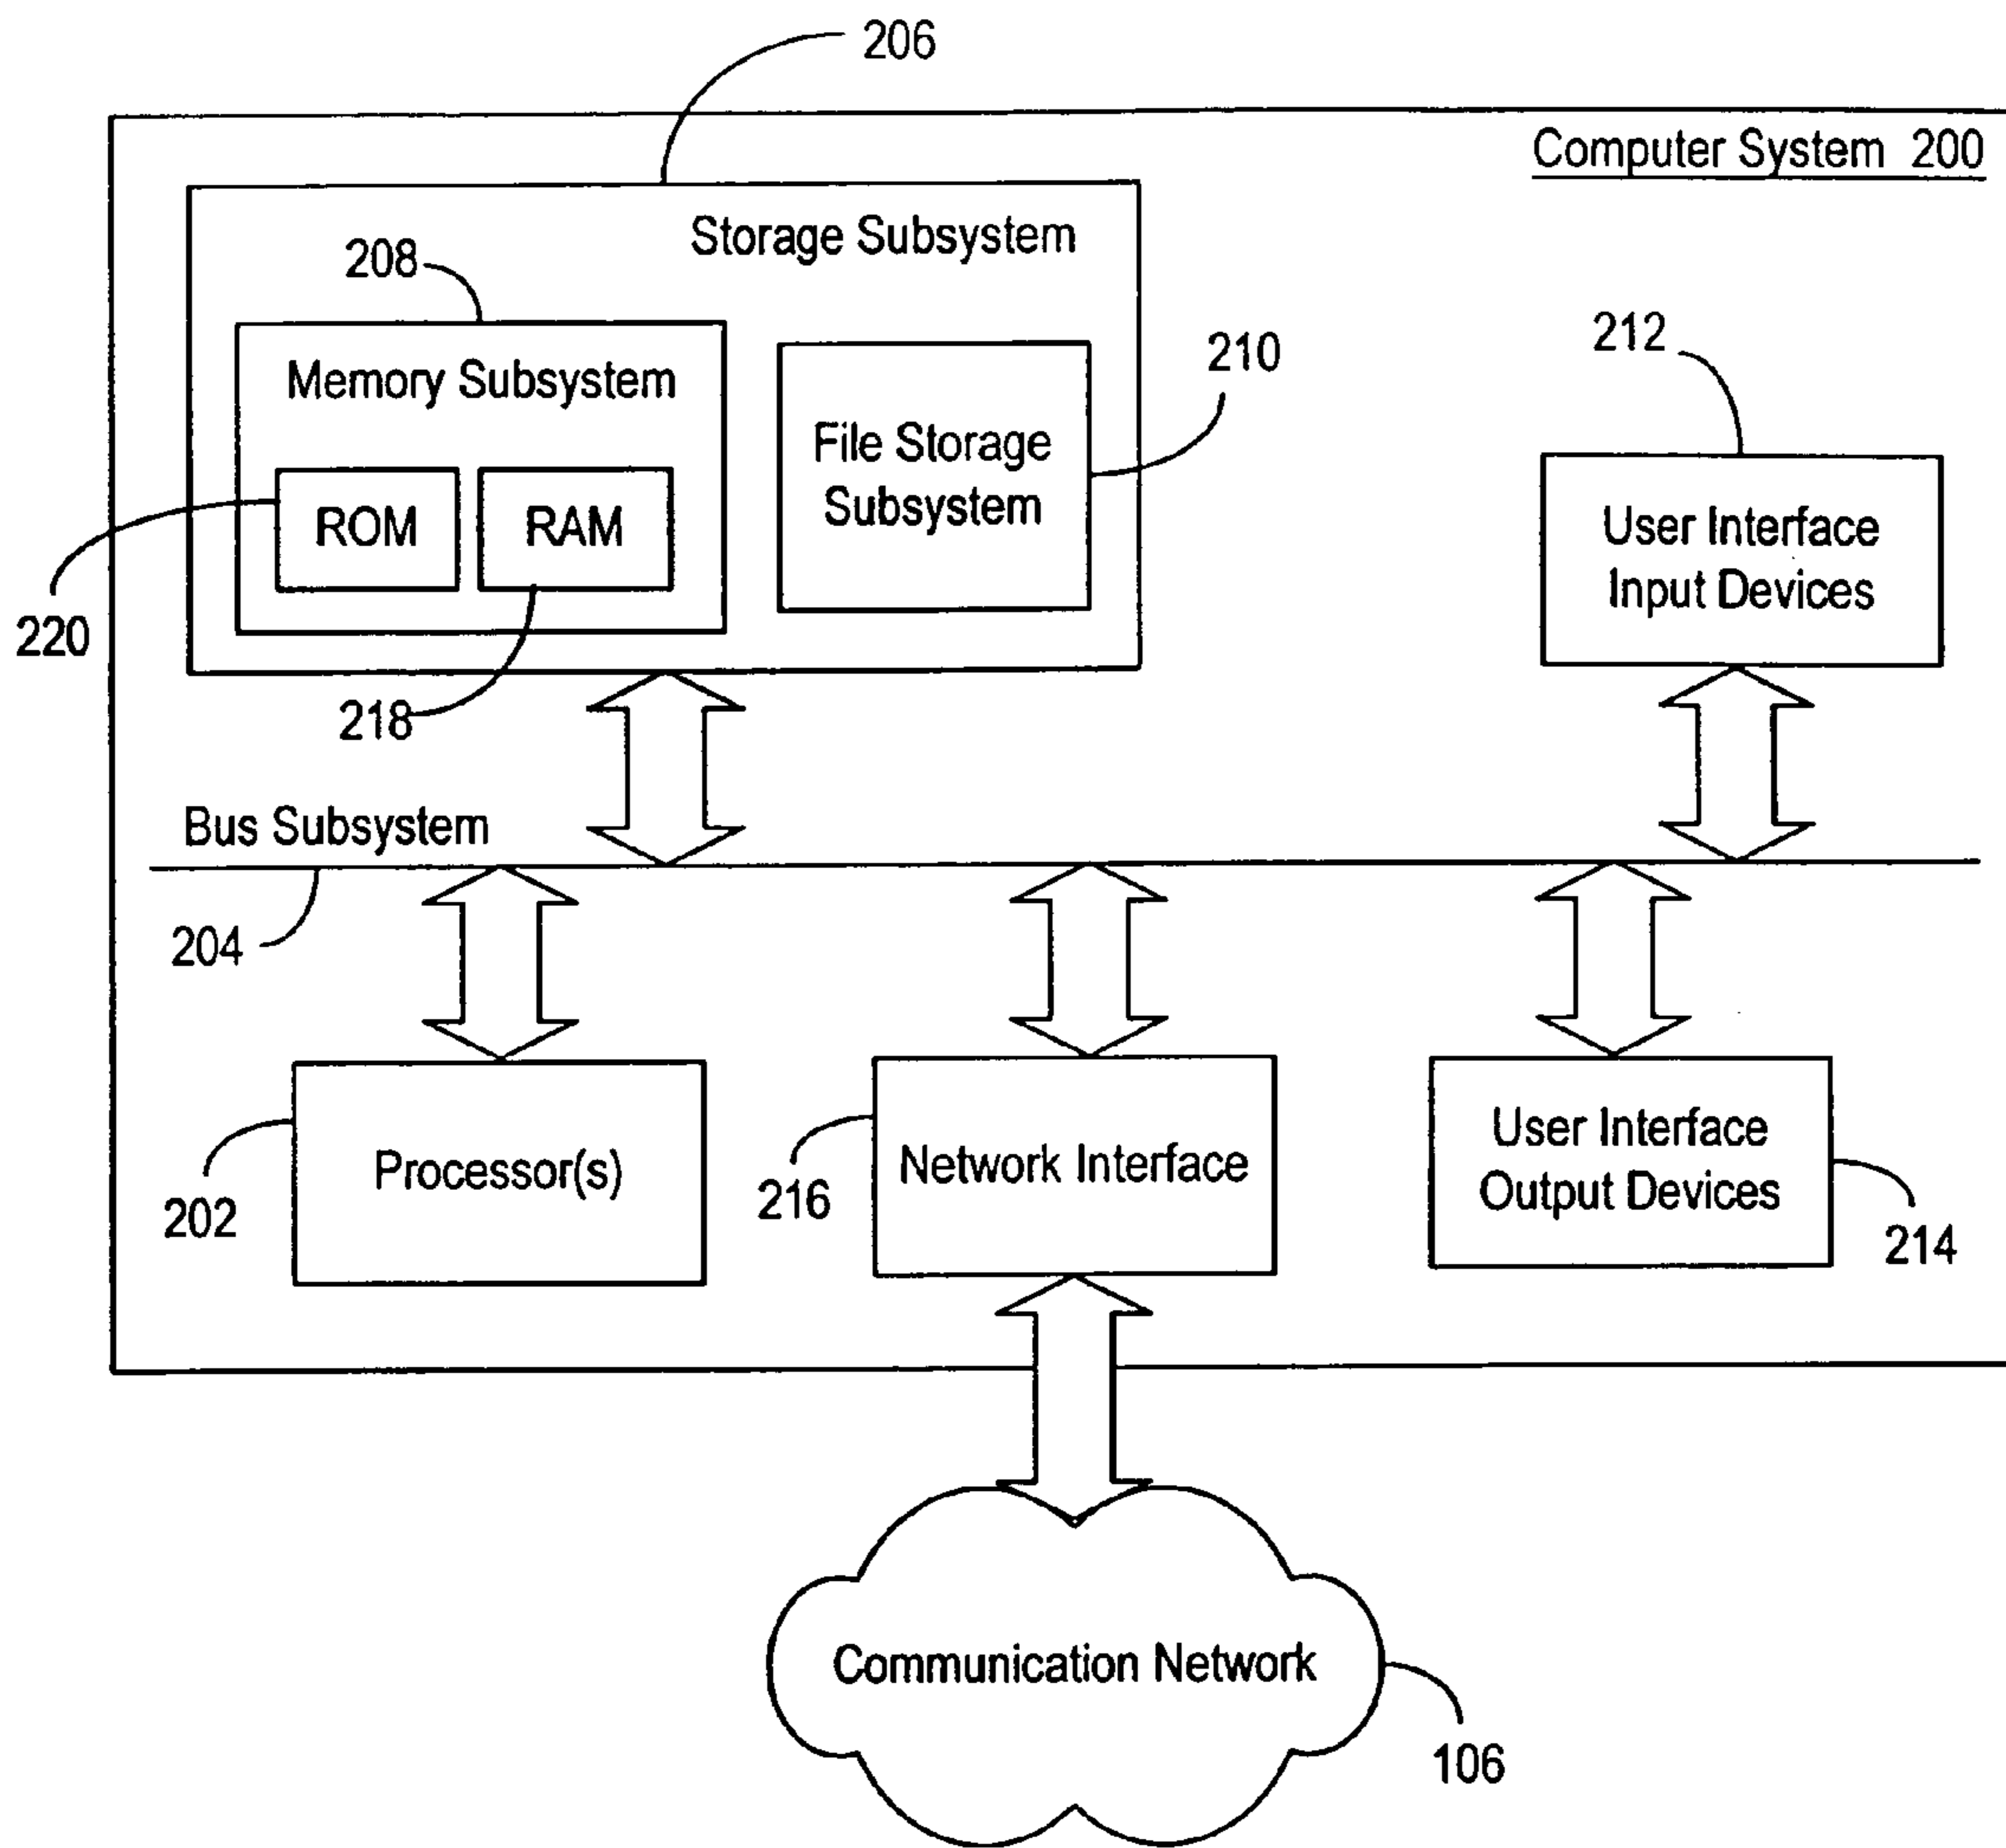 206
Computer System 200
Storage Subsystem
208
Memory Subsystem
210
212
File Storage
Subsystem
User Interface
Input Devices
ROM
RAM
220
218
Bus Subsystem
204
Processor(s)
202
Network Interface
216
User Interface
Output Devices
214
Communication Network
106